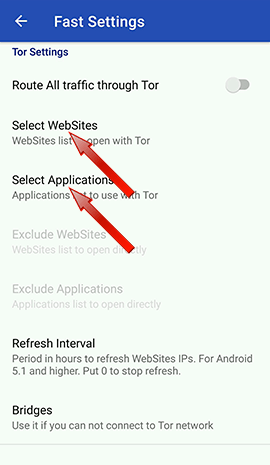 Fast Settings
Tor Settings
Route All traffic through Tor
Select WebSites
WebSites list to open with Tor
Select Applications
Applications list to use with Tor
Exclude WebSites
WebSites list to open directly
Exclude Applications
Applications list to open directly
Refresh Interval
Period in hours to refresh WebSites IPs. For Android
5.1 and higher. Put 0 to stop refresh.
Bridges
Use it if you can not connect to Tor network